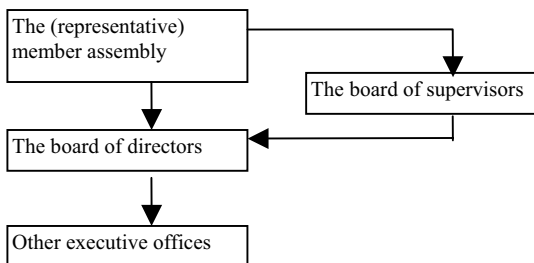 The (representative)
member assembly
The board of supervisors
The board of directors
Other executive offices